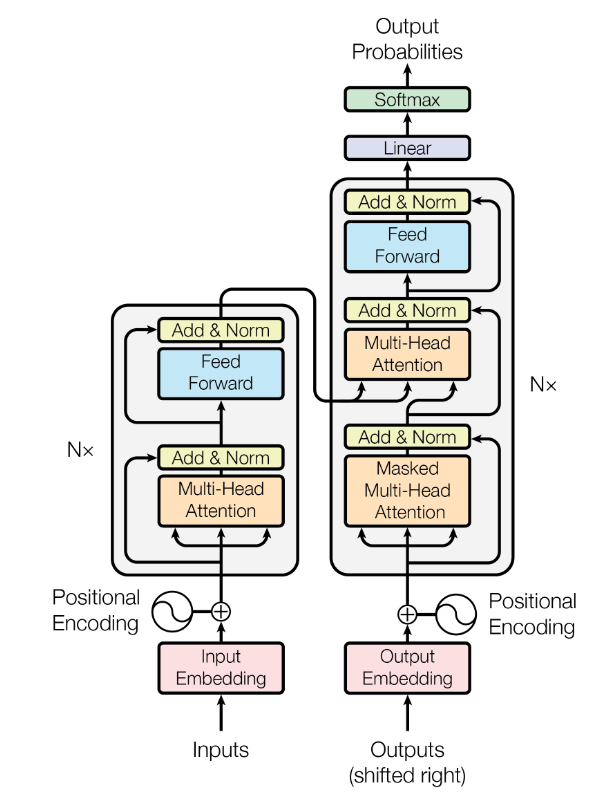 Output
Probabilities
Softmax
Linear
Add & Norm
Feed
Forward
Add & Norm
Multi-Head
Attention
Add & Norm
Masked
Multi-Head
Attention
N×
Add & Norm
Feed
Forward
Add & Norm
Multi-Head
Attention
N×
Positional
Encoding
Positional
Encoding
Input
Embedding
Output
Embedding
Inputs
Outputs
(shifted right)